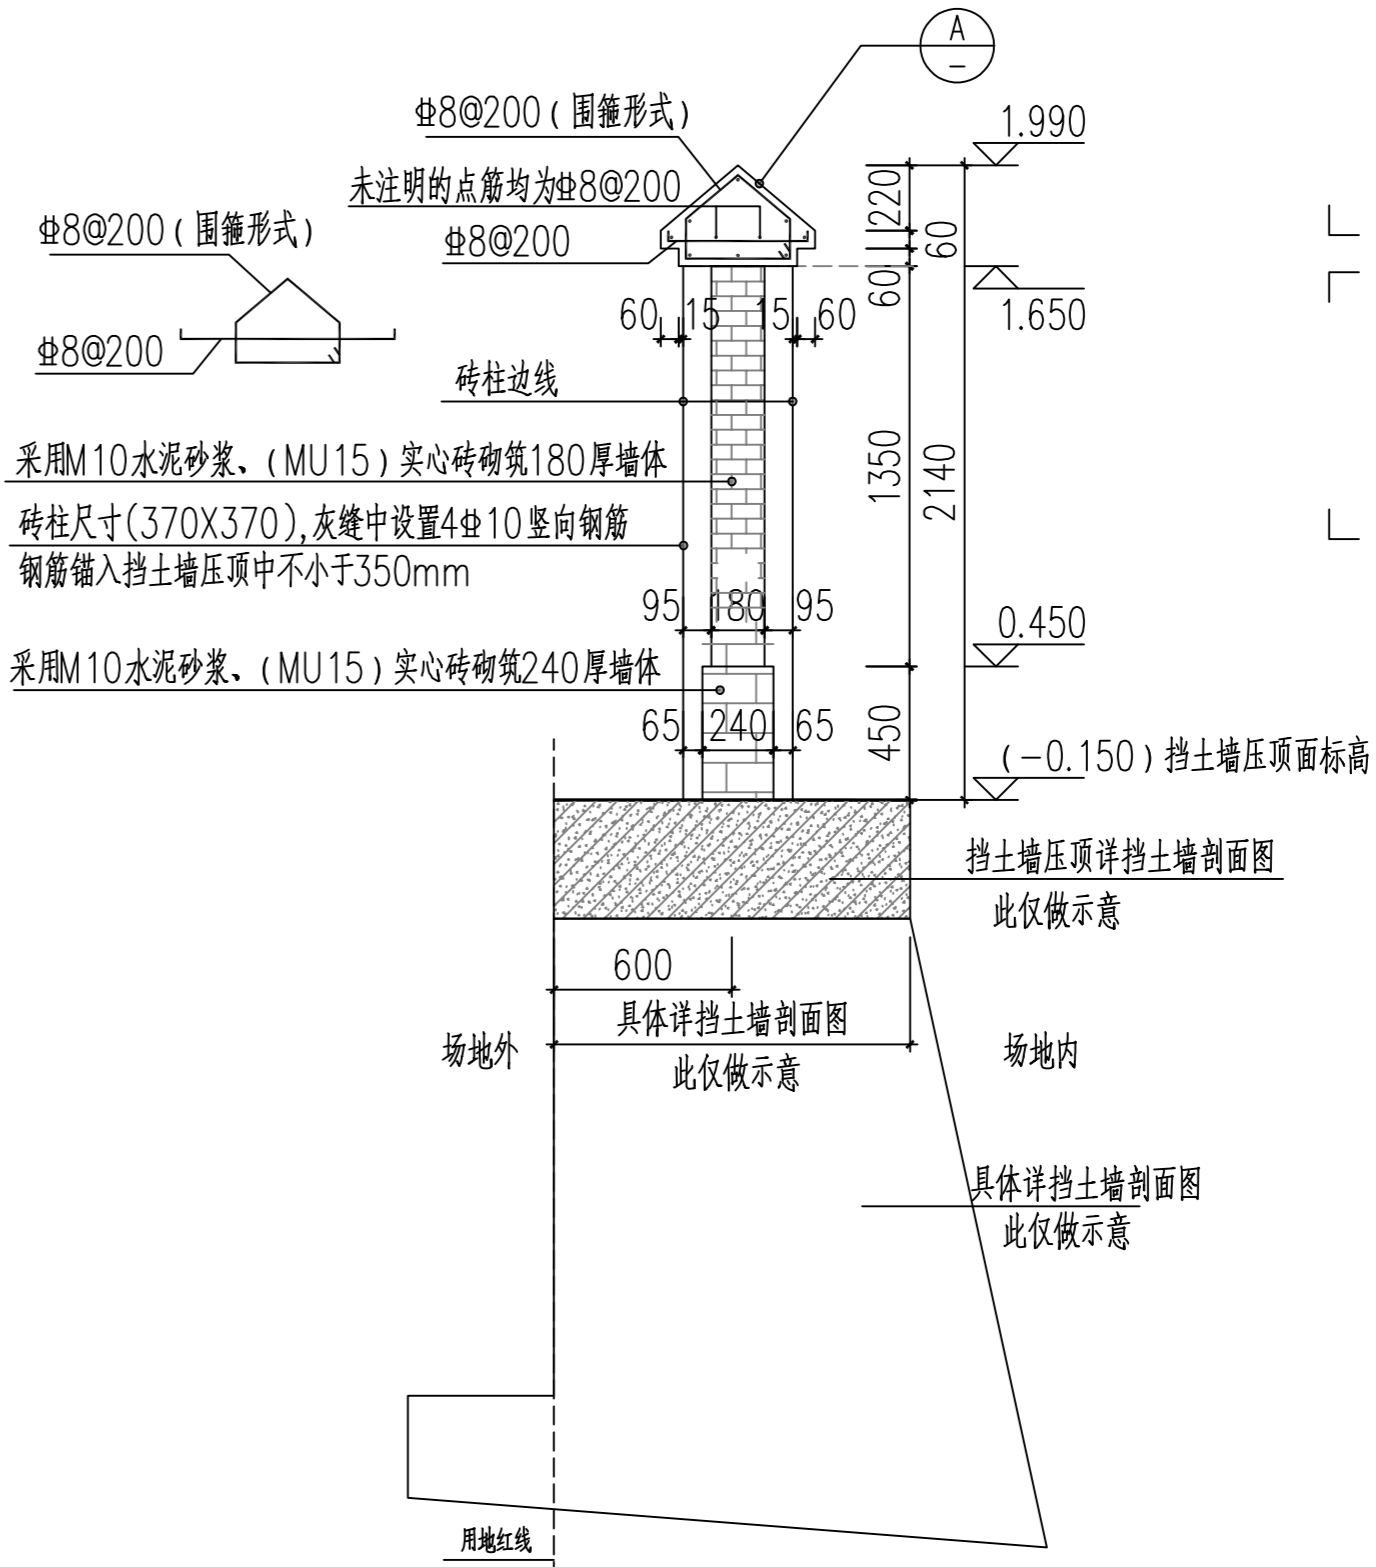 A
–
⌽8@200(围箍形式)
1.990
未注明的点筋均为⌽8@200
220
60
⌽8@200(围箍形式)
⌽8@200
60
1.650
60 15 15 60
⌽8@200
砖柱边线
采用M10水泥砂浆、(MU15)实心砖砌筑180厚墙体
1350
2140
砖柱尺寸(370X370),灰缝中设置4⌽10竖向钢筋
钢筋锚入挡土墙压顶中不小于350mm
95 180 95
0.450
采用M10水泥砂浆、(MU15)实心砖砌筑240厚墙体
65 240 65
450
(-0.150)挡土墙压顶面标高
挡土墙压顶详挡土墙剖面图
此仅做示意
600
具体详挡土墙剖面图
此仅做示意
场地外
场地内
具体详挡土墙剖面图
此仅做示意
用地红线